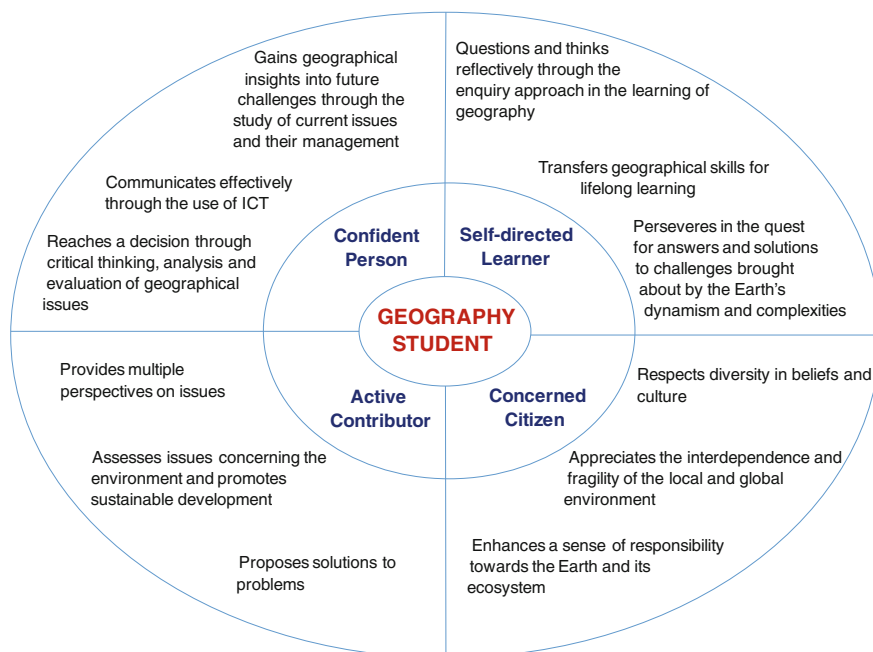 Gains geographical
insights into future
challenges through the
study of current issues
and their management
Communicates effectively
through the use of ICT
Reaches a decision through
critical thinking, analysis and
evaluation of geographical
issues
Questions and thinks
reflectively through the
enquiry approach in the learning of
geography
Transfers geographical skills for
lifelong learning
Perseveres in the quest
for answers and solutions
to challenges brought
about by the Earth's
dynamism and complexities
Confident
Person
Self-directed
Learner
GEOGRAPHY
STUDENT
Active
Contributor
Concerned
Citizen
Provides multiple
perspectives on issues
Assesses issues concerning the
environment and promotes
sustainable development
Proposes solutions to
problems
Respects diversity in beliefs and
culture
Appreciates the interdependence and
fragility of the local and global
environment
Enhances a sense of responsibility
towards the Earth and its
ecosystem